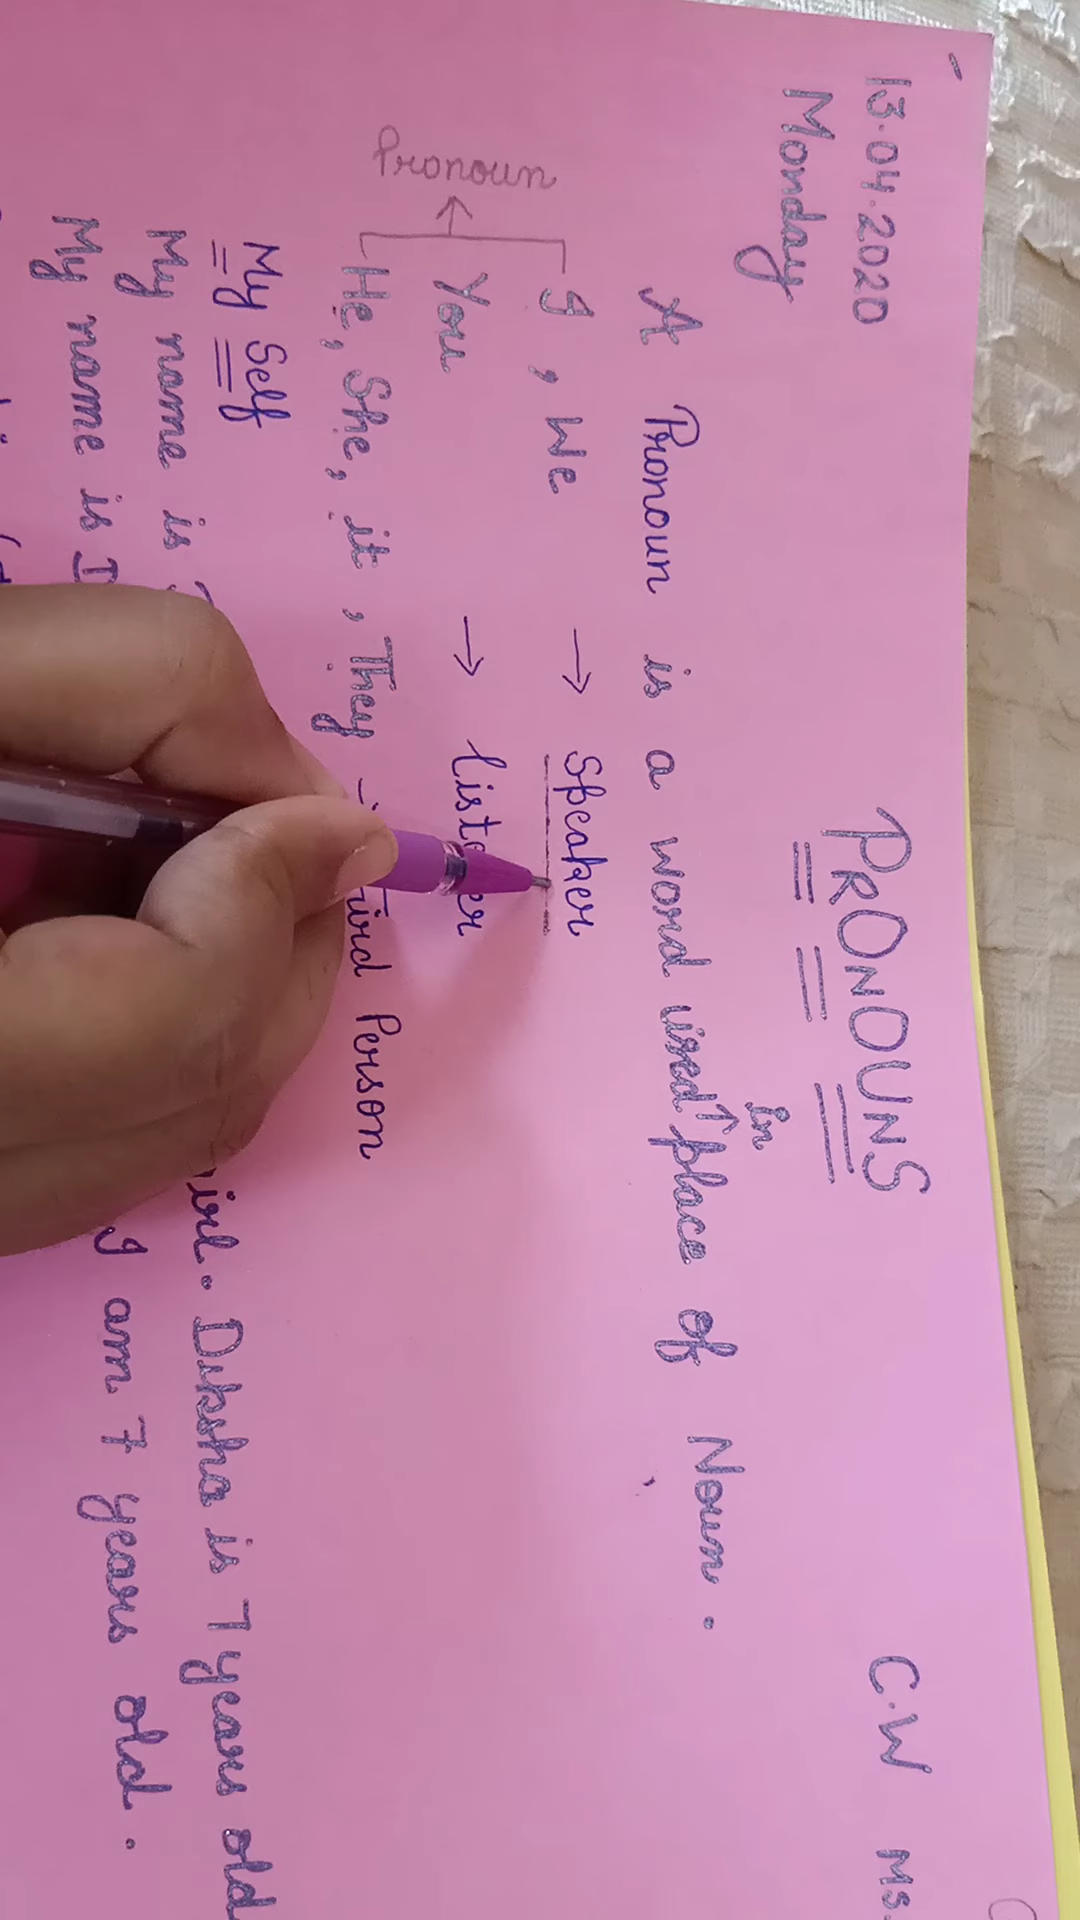 13.04.2020 C.W Ms.
Monday
PRONOUNS
A Pronoun is a word used in place of Noun.
Pronoun
I, We → Speaker
You →
He, She, it, They Person
My Self
My name is Diksha is 7 years old
My name is I am 7 years old.